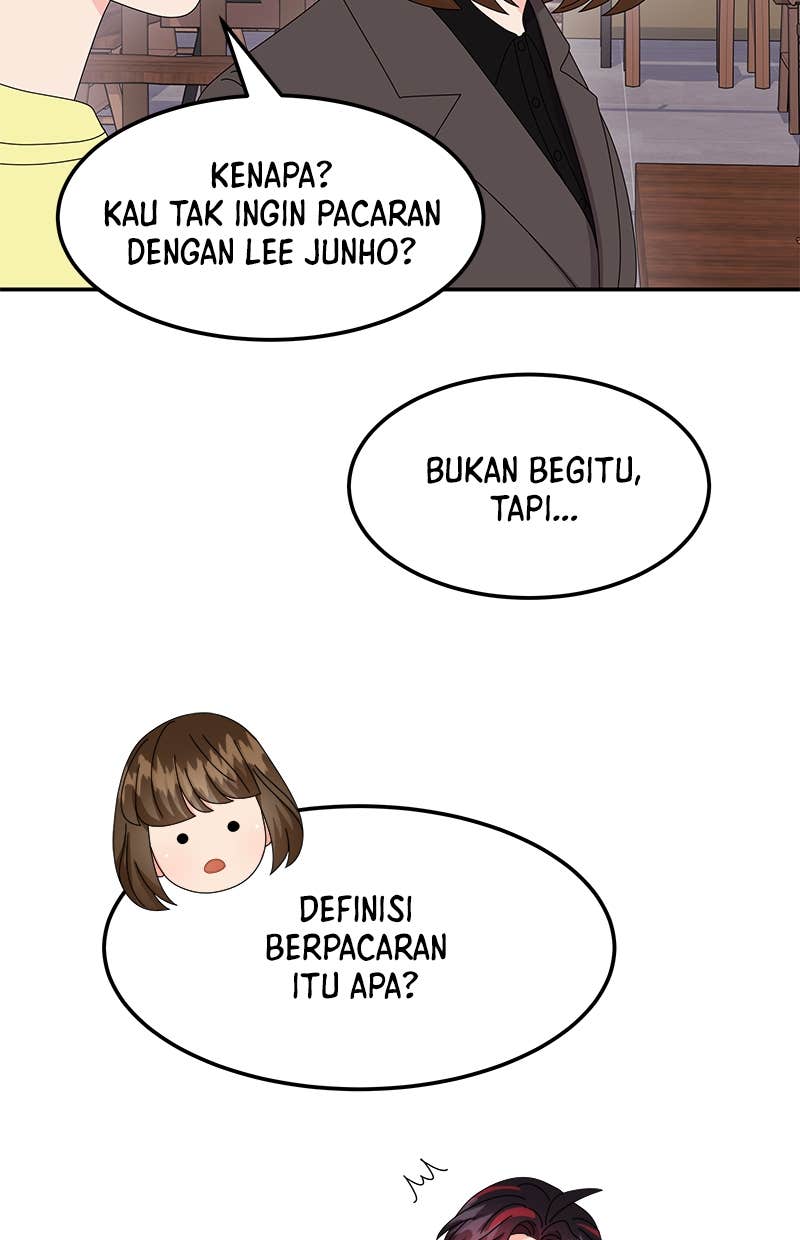 KENAPA?
KAU TAK INGIN PACARAN
DENGAN LEE JUNHO?
BUKAN BEGITU,
TAPI...
DEFINISI
BERPACARAN
ITU APA?